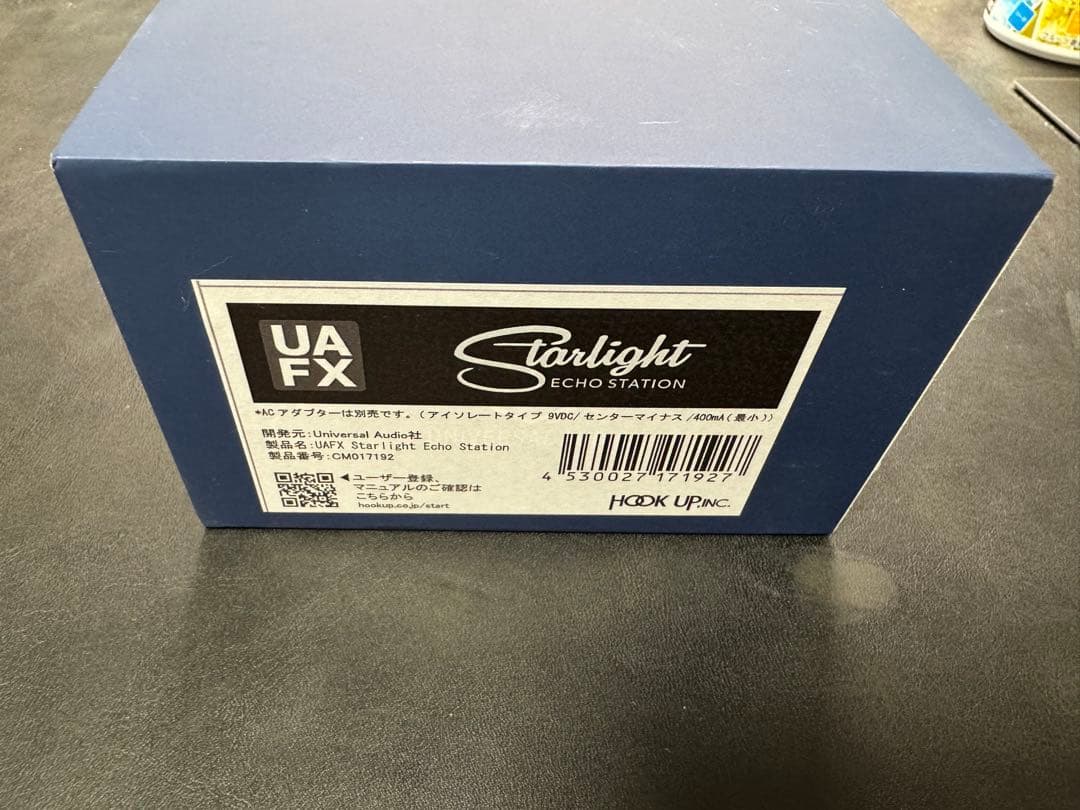 UA
FX
Starlight
ECHO STATION
*ACアダプターは別売です。(アイソレートタイプ 9VDC/センターマイナス/400mA(最小))
開発元:Universal Audio社
製品名:UAFX Starlight Echo Station
製品番号:CM017192
◀ユーザー登録、
マニュアルのご確認は
こちらから
hookup.co.jp/start
4 530027 171927
HOOK UP,INC.